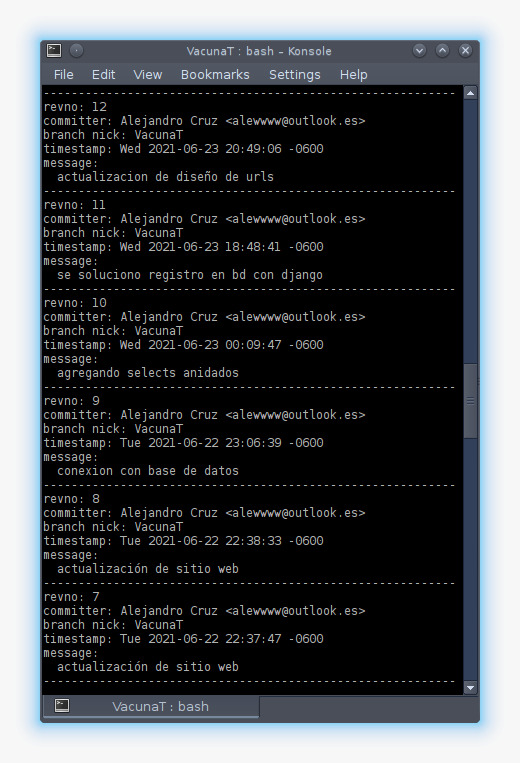 VacunaT : bash – Konsole
File Edit View Bookmarks Settings Help
-----------------------------------------------------------
revno: 12
committer: Alejandro Cruz <alewwww@outlook.es>
branch nick: VacunaT
timestamp: Wed 2021-06-23 20:49:06 -0600
message:
  actualizacion de diseño de urls
-----------------------------------------------------------
revno: 11
committer: Alejandro Cruz <alewwww@outlook.es>
branch nick: VacunaT
timestamp: Wed 2021-06-23 18:48:41 -0600
message:
  se soluciono registro en bd con django
-----------------------------------------------------------
revno: 10
committer: Alejandro Cruz <alewwww@outlook.es>
branch nick: VacunaT
timestamp: Wed 2021-06-23 00:09:47 -0600
message:
  agregando selects anidados
-----------------------------------------------------------
revno: 9
committer: Alejandro Cruz <alewwww@outlook.es>
branch nick: VacunaT
timestamp: Tue 2021-06-22 23:06:39 -0600
message:
  conexion con base de datos
-----------------------------------------------------------
revno: 8
committer: Alejandro Cruz <alewwww@outlook.es>
branch nick: VacunaT
timestamp: Tue 2021-06-22 22:38:33 -0600
message:
  actualización de sitio web
-----------------------------------------------------------
revno: 7
committer: Alejandro Cruz <alewwww@outlook.es>
branch nick: VacunaT
timestamp: Tue 2021-06-22 22:37:47 -0600
message:
  actualización de sitio web
-----------------------------------------------------------
VacunaT : bash